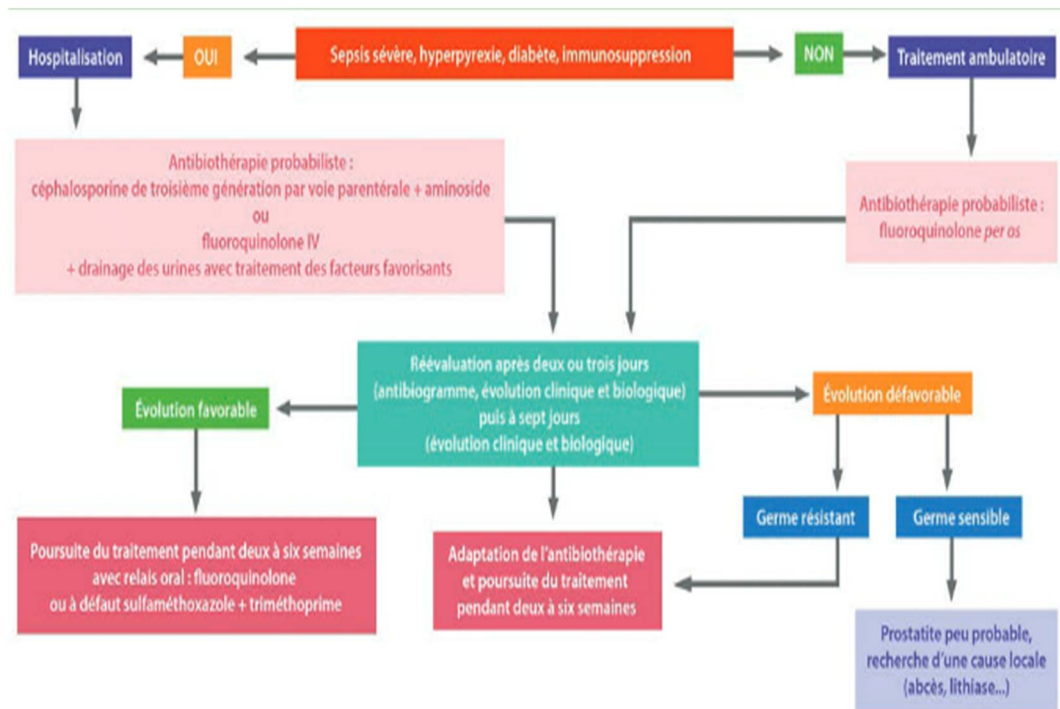 Hospitalisation
OUI
Sepsis sévère, hyperpyrexie, diabète, immunosuppression
NON
Traitement ambulatoire
Antibiothérapie probabiliste :
céphalosporine de troisième génération par voie parentérale + aminoside
ou
fluoroquinolone IV
+ drainage des urines avec traitement des facteurs favorisants
Antibiothérapie probabiliste :
fluoroquinolone per os
Réévaluation après deux ou trois jours
(antibiogramme, évolution clinique et biologique)
puis à sept jours
(évolution clinique et biologique)
Évolution favorable
Évolution défavorable
Germe résistant
Germe sensible
Poursuite du traitement pendant deux à six semaines
avec relais oral : fluoroquinolone
ou à défaut sulfaméthoxazole + triméthoprime
Adaptation de l'antibiothérapie
et poursuite du traitement
pendant deux à six semaines
Prostatite peu probable,
recherche d'une cause locale
(abcès, lithiase...)